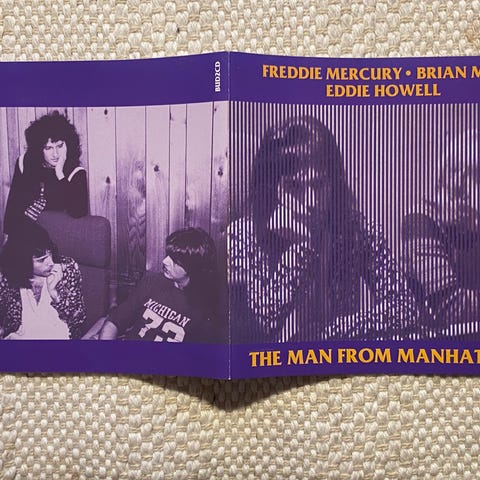 BUD2CD
FREDDIE MERCURY • BRIAN M
EDDIE HOWELL
MICHIGAN
73
THE MAN FROM MANHAT